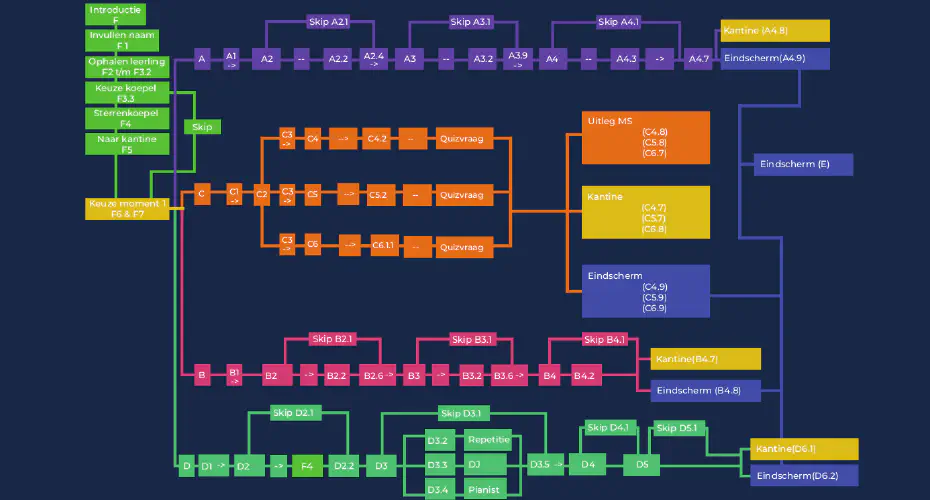 Introductie
F
Invullen naam
F.1
Ophalen leerling
F2 t/m F3.2
Keuze koepel
F3.3
Sterrenkoepel
F4
Naar kantine
F5
Skip
Keuze moment 1
F6 & F7
Skip A2.1
Skip A3.1
Skip A4.1
A
A1
->
A2
--
A2.2
A2.4
->
A3
--
A3.2
A3.9
->
A4
--
A4.3
->
A4.7
Kantine (A4.8)
Eindscherm(A4.9)
Eindscherm (E)
C
C1
->
C2
C3
->
C4
-->
C4.2
--
Quizvraag
C3
->
C5
-->
C5.2
--
Quizvraag
C3
->
C6
-->
C6.1.1
--
Quizvraag
Uitleg MS
(C4.8)
(C5.8)
(C6.7)
Kantine
(C4.7)
(C5.7)
(C6.8)
Eindscherm
(C4.9)
(C5.9)
(C6.9)
Skip B2.1
Skip B3.1
Skip B4.1
B
B1
->
B2
->
B2.2
B2.6 ->
B3
->
B3.2
B3.6 ->
B4
B4.2
Kantine(B4.7)
Eindscherm (B4.8)
Skip D2.1
Skip D3.1
Skip D4.1
Skip D5.1
D
D1
->
D2
->
F4
D2.2
D3
D3.2
Repetitie
D3.3
DJ
D3.4
Pianist
D3.5 ->
D4
D5
Kantine(D6.1)
Eindscherm(D6.2)